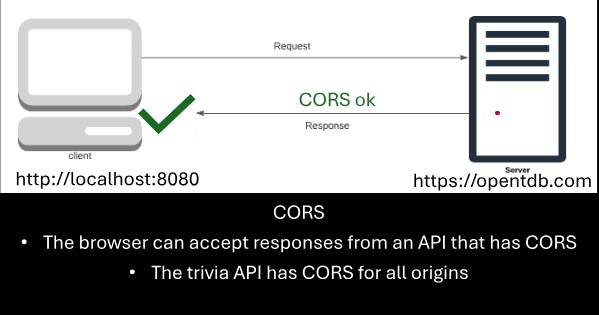 Request
CORS ok
Response
client
Server
http://localhost:8080
https://opentdb.com
CORS
• The browser can accept responses from an API that has CORS
• The trivia API has CORS for all origins